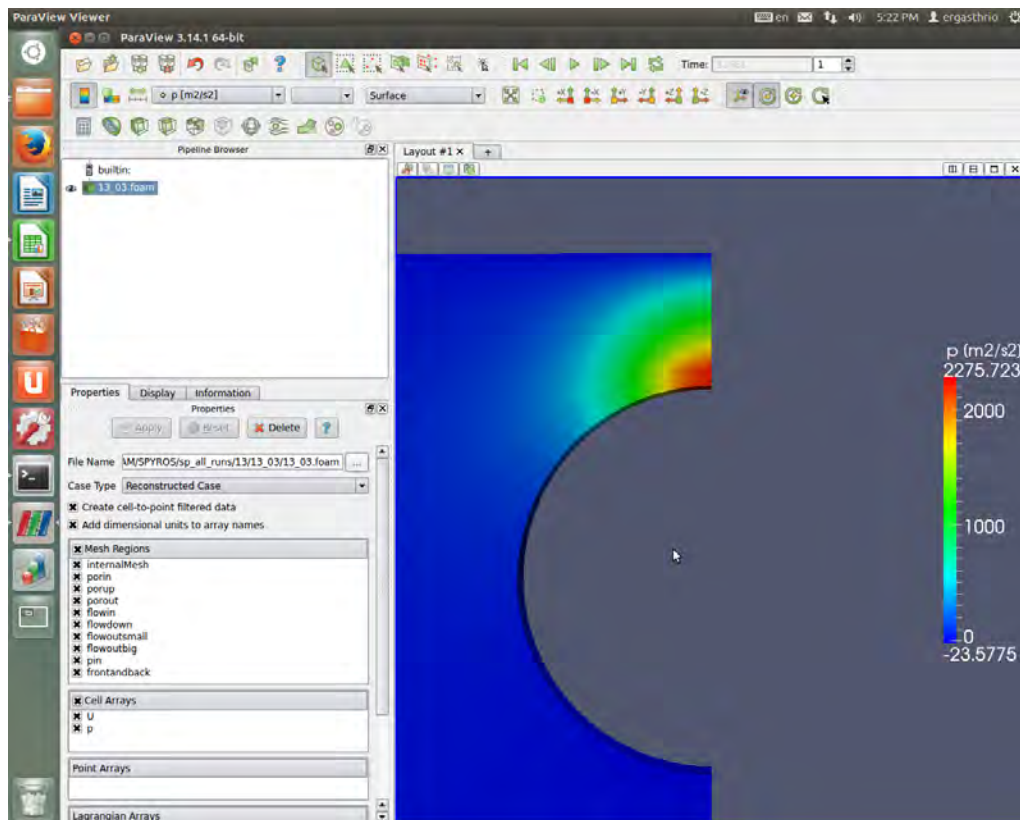 ParaView Viewer
en
5:22 PM
ergasthrio
ParaView 3.14.1 64-bit
Time:
1
p [m2/s2]
Surface
Pipeline Browser
Layout #1
builtin:
13_03.foam
Properties
Display
Information
Properties
Apply
Reset
Delete
?
File Name
AM/SPYROS/sp_all_runs/13/13_03/13_03.foam
...
Case Type
Reconstructed Case
Create cell-to-point filtered data
Add dimensional units to array names
Mesh Regions
internalMesh
porin
porup
porout
flowin
flowdown
flowoutsmall
flowoutbig
pin
frontandback
Cell Arrays
U
p
Point Arrays
Lagrangian Arrays
p (m2/s2)
2275.723
2000
1000
0
-23.5775